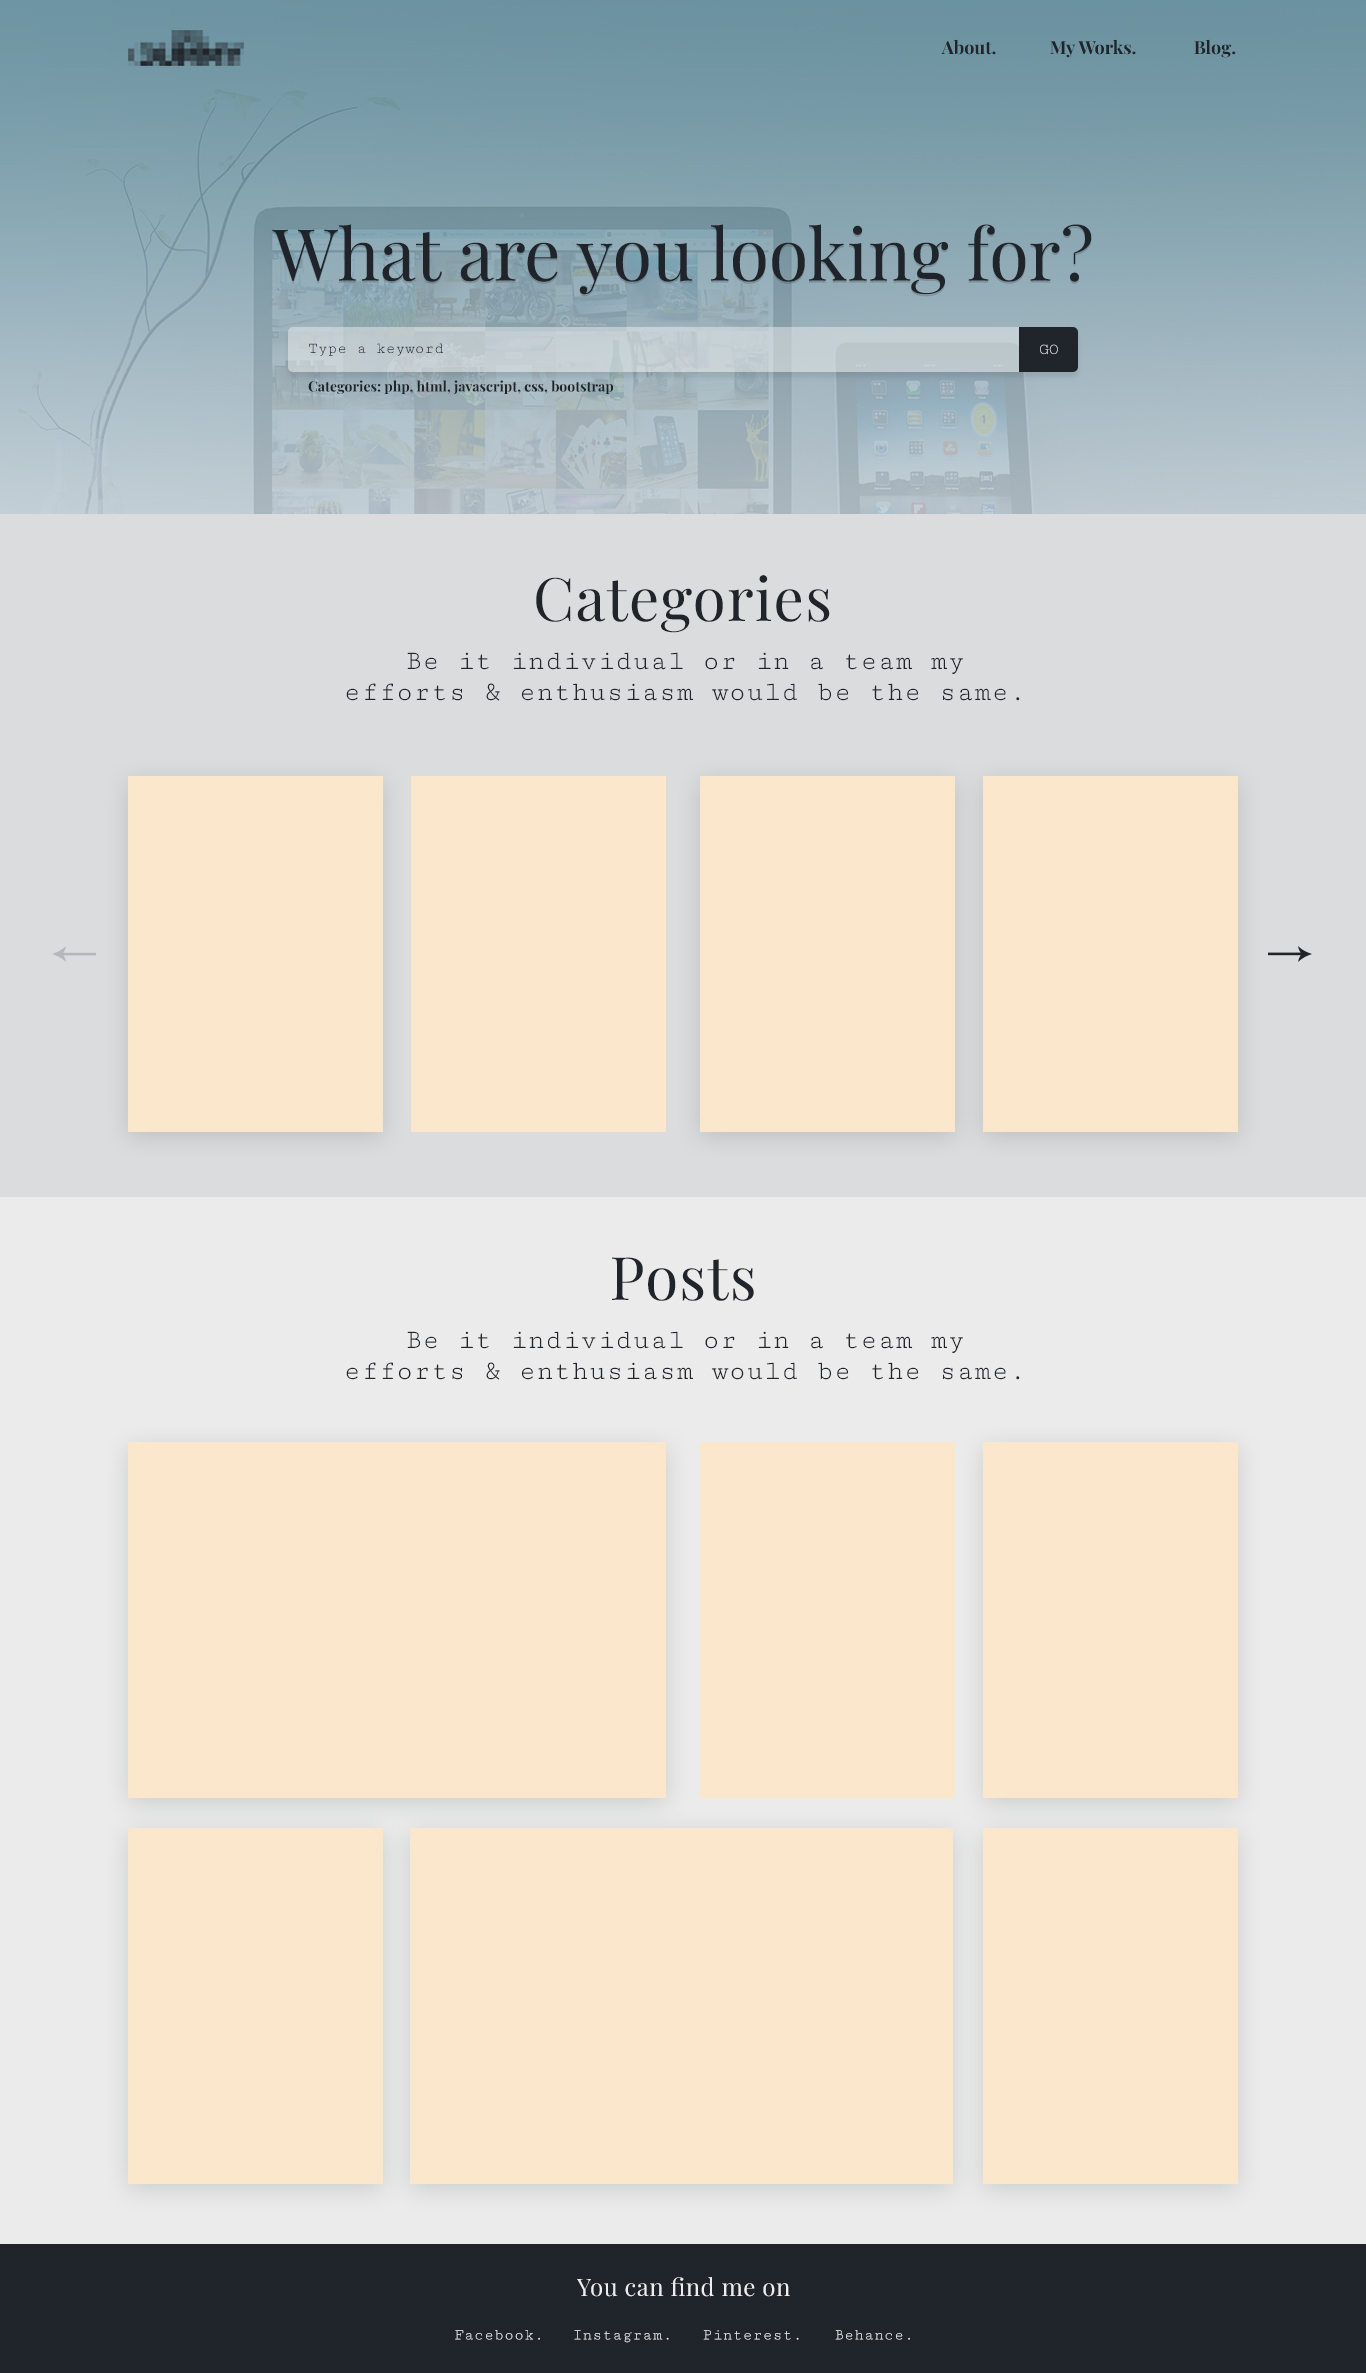 About. My Works. Blog.
What are you looking for?
Type a keyword GO
Categories: php, html, javascript, css, bootstrap
Categories
Be it individual or in a team my
efforts & enthusiasm would be the same.
Posts
Be it individual or in a team my
efforts & enthusiasm would be the same.
You can find me on
Facebook. Instagram. Pinterest. Behance.